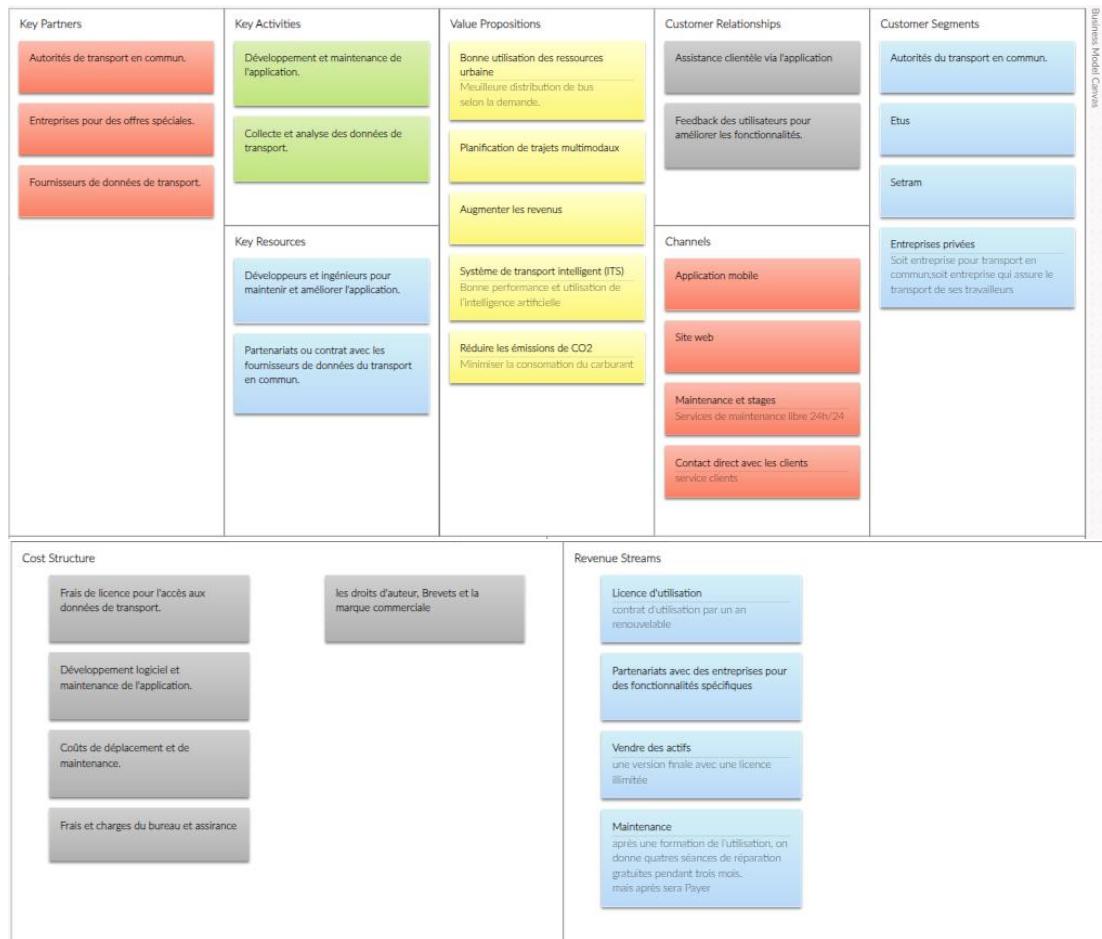 Key Partners
Autorités de transport en commun.
Entreprises pour des offres spéciales.
Fournisseurs de données de transport.
Key Activities
Développement et maintenance de
l'application.
Collecte et analyse des données de
transport.
Key Resources
Développeurs et ingénieurs pour
maintenir et améliorer l'application.
Partenariats ou contrat avec les
fournisseurs de données du transport
en commun.
Value Propositions
Bonne utilisation des ressources
urbaine
Meuilleure distribution de bus
selon la demande.
Planification de trajets multimodaux
Augmenter les revenus
Système de transport intelligent (ITS)
Bonne performance et utilisation de
l'intelligence artificielle
Réduire les émissions de CO2
Minimiser la consomation du carburant
Customer Relationships
Assistance clientèle via l'application
Feedback des utilisateurs pour
améliorer les fonctionnalités.
Channels
Application mobile
Site web
Maintenance et stages
Services de maintenance libre 24h/24
Contact direct avec les clients
service clients
Customer Segments
Autorités du transport en commun.
Etus
Setram
Entreprises privées
Soit entreprise pour transport en
commun,soit entreprise qui assure le
transport de ses travailleurs
Business Model Canvas
Cost Structure
Frais de licence pour l'accès aux
données de transport.
Développement logiciel et
maintenance de l'application.
Coûts de déplacement et de
maintenance.
Frais et charges du bureau et assirance
les droits d'auteur, Brevets et la
marque commerciale
Revenue Streams
Licence d'utilisation
contrat d'utilisation par un an
renouvelable
Partenariats avec des entreprises pour
des fonctionnalités spécifiques
Vendre des actifs
une version finale avec une licence
illimitée
Maintenance
après une formation de l'utilisation, on
donne quatres séances de réparation
gratuites pendant trois mois.
mais après sera Payer